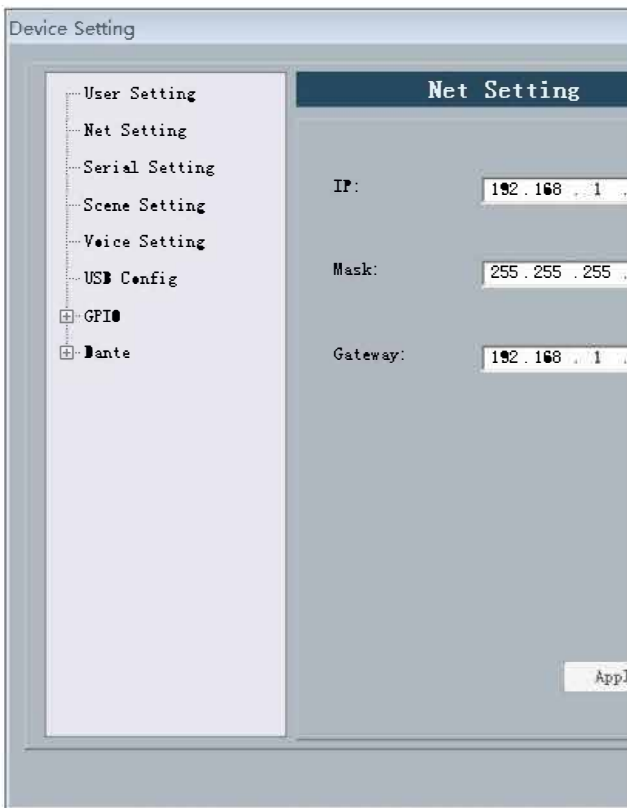 Device Setting
User Setting
Net Setting
Serial Setting
Scene Setting
Voice Setting
USB Config
GPIO
Dante
Net Setting
IP:
192 . 168 . 1 .
Mask:
255 . 255 . 255 .
Gateway:
192 . 168 . 1 .
Appl